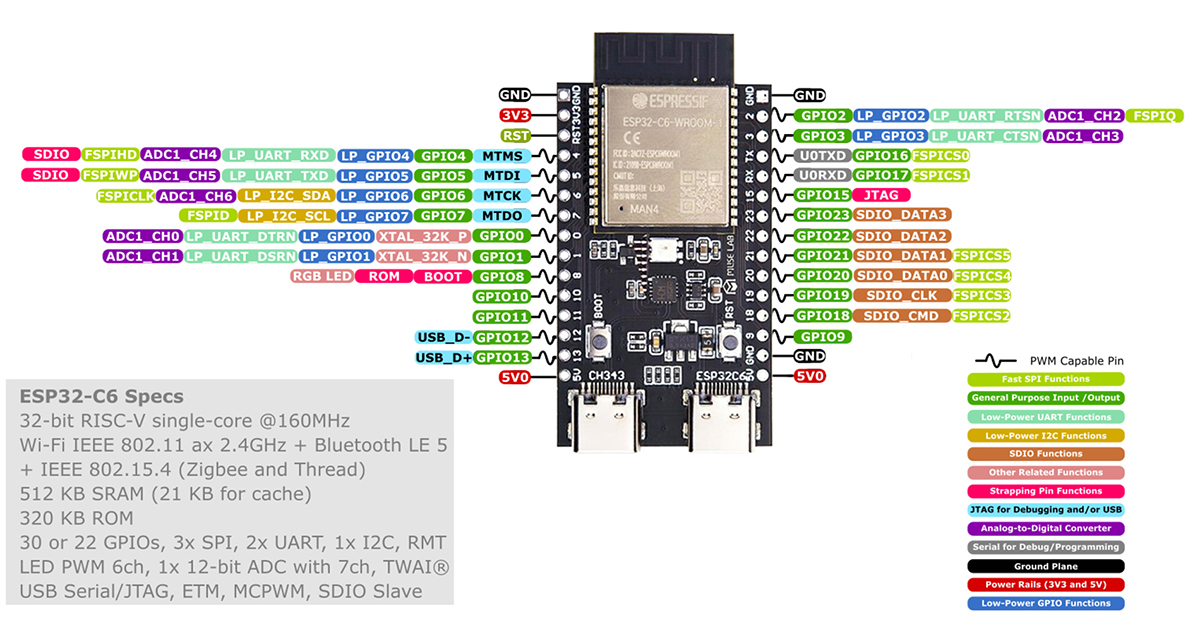 GND
3V3
RST
SDIO FSPIHD ADC1_CH4 LP_UART_RXD LP_GPIO4 GPIO4 MTMS
SDIO FSPIWP ADC1_CH5 LP_UART_TXD LP_GPIO5 GPIO5 MTDI
FSPICLK ADC1_CH6 LP_I2C_SDA LP_GPIO6 GPIO6 MTCK
FSPID LP_I2C_SCL LP_GPIO7 GPIO7 MTDO
ADC1_CH0 LP_UART_DTRN LP_GPIO0 XTAL_32K_P GPIO0
ADC1_CH1 LP_UART_DSRN LP_GPIO1 XTAL_32K_N GPIO1
RGB LED ROM BOOT GPIO8
GPIO10
GPIO11
USB_D- GPIO12
USB_D+ GPIO13
5V0
GND
3V3
RST
4
5
6
7
0
1
8
10
11
12
13
5V
ESPRESSIF
ESP32-C6-WROOM-1
CE
MAN4
MUSE LAB
BOOT
RST
CH343
ESP32C6
GND
2
3
TX
RX
15
23
22
21
20
19
18
9
GND
5V
GND
GPIO2 LP_GPIO2 LP_UART_RTSN ADC1_CH2 FSPIQ
GPIO3 LP_GPIO3 LP_UART_CTSN ADC1_CH3
U0TXD GPIO16 FSPICS0
U0RXD GPIO17 FSPICS1
GPIO15 JTAG
GPIO23 SDIO_DATA3
GPIO22 SDIO_DATA2
GPIO21 SDIO_DATA1 FSPICS5
GPIO20 SDIO_DATA0 FSPICS4
GPIO19 SDIO_CLK FSPICS3
GPIO18 SDIO_CMD FSPICS2
GPIO9
GND
5V0
ESP32-C6 Specs
32-bit RISC-V single-core @160MHz
Wi-Fi IEEE 802.11 ax 2.4GHz + Bluetooth LE 5
+ IEEE 802.15.4 (Zigbee and Thread)
512 KB SRAM (21 KB for cache)
320 KB ROM
30 or 22 GPIOs, 3x SPI, 2x UART, 1x I2C, RMT
LED PWM 6ch, 1x 12-bit ADC with 7ch, TWAI®
USB Serial/JTAG, ETM, MCPWM, SDIO Slave
PWM Capable Pin
Fast SPI Functions
General Purpose Input /Output
Low-Power UART Functions
Low-Power I2C Functions
SDIO Functions
Other Related Functions
Strapping Pin Functions
JTAG for Debugging and/or USB
Analog-to-Digital Converter
Serial for Debug/Programming
Ground Plane
Power Rails (3V3 and 5V)
Low-Power GPIO Functions